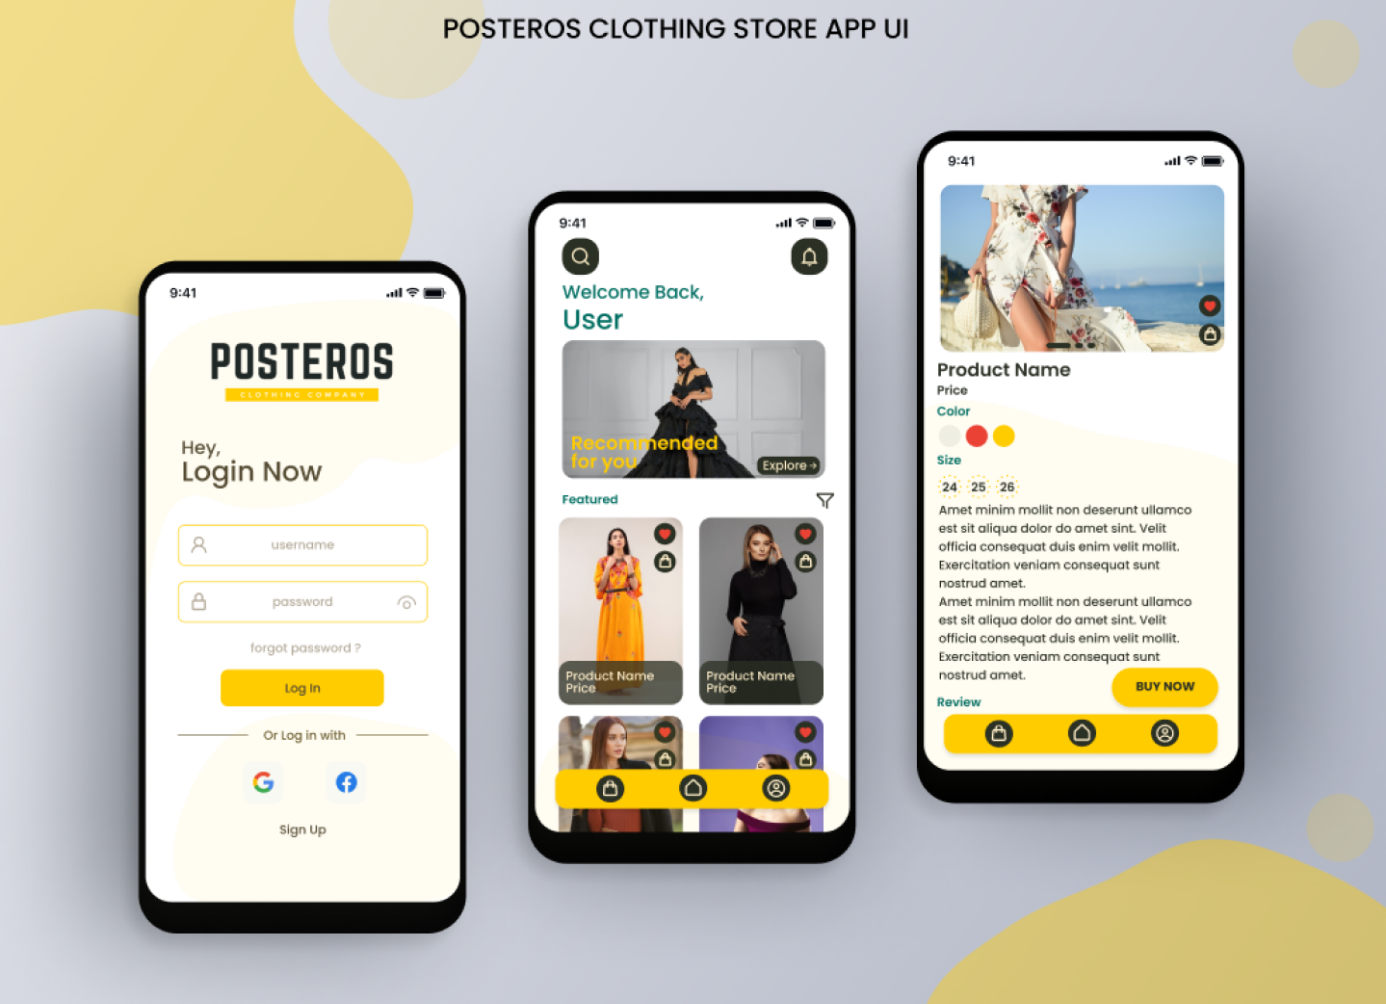 POSTEROS CLOTHING STORE APP UI
9:41
POSTEROS
CLOTHING COMPANY
Hey,
Login Now
username
password
forgot password ?
Log In
Or Log in with
Sign Up
9:41
Welcome Back,
User
Recommended
for you
Explore
Featured
Product Name
Price
Product Name
Price
9:41
Product Name
Price
Color
Size
24 25 26
Amet minim mollit non deserunt ullamco
est sit aliqua dolor do amet sint. Velit
officia consequat duis enim velit mollit.
Exercitation veniam consequat sunt
nostrud amet.
Amet minim mollit non deserunt ullamco
est sit aliqua dolor do amet sint. Velit
officia consequat duis enim velit mollit.
Exercitation veniam consequat sunt
nostrud amet.
BUY NOW
Review